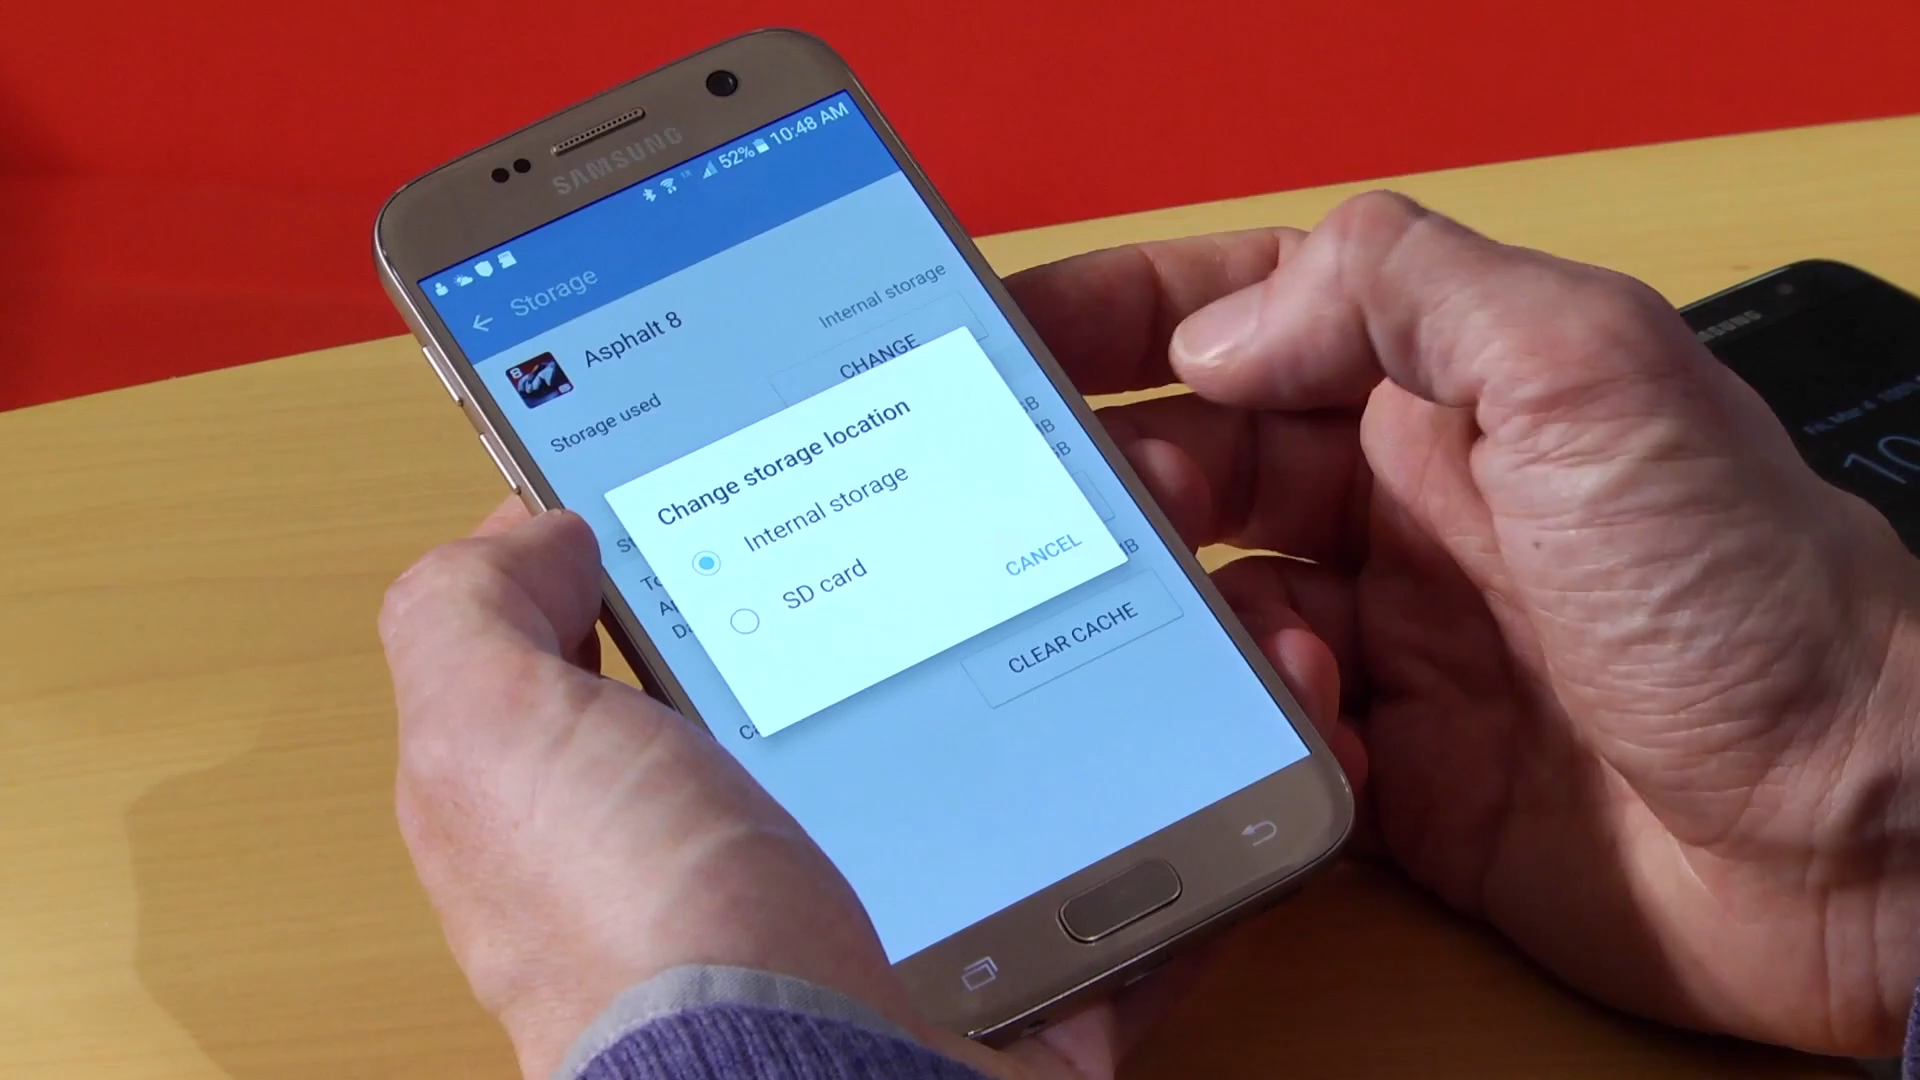 SAMSUNG
52% 10:48 AM
Storage
Asphalt 8
Internal storage
CHANGE
Storage used
Change storage location
Internal storage
SD card
CANCEL
CLEAR CACHE
10